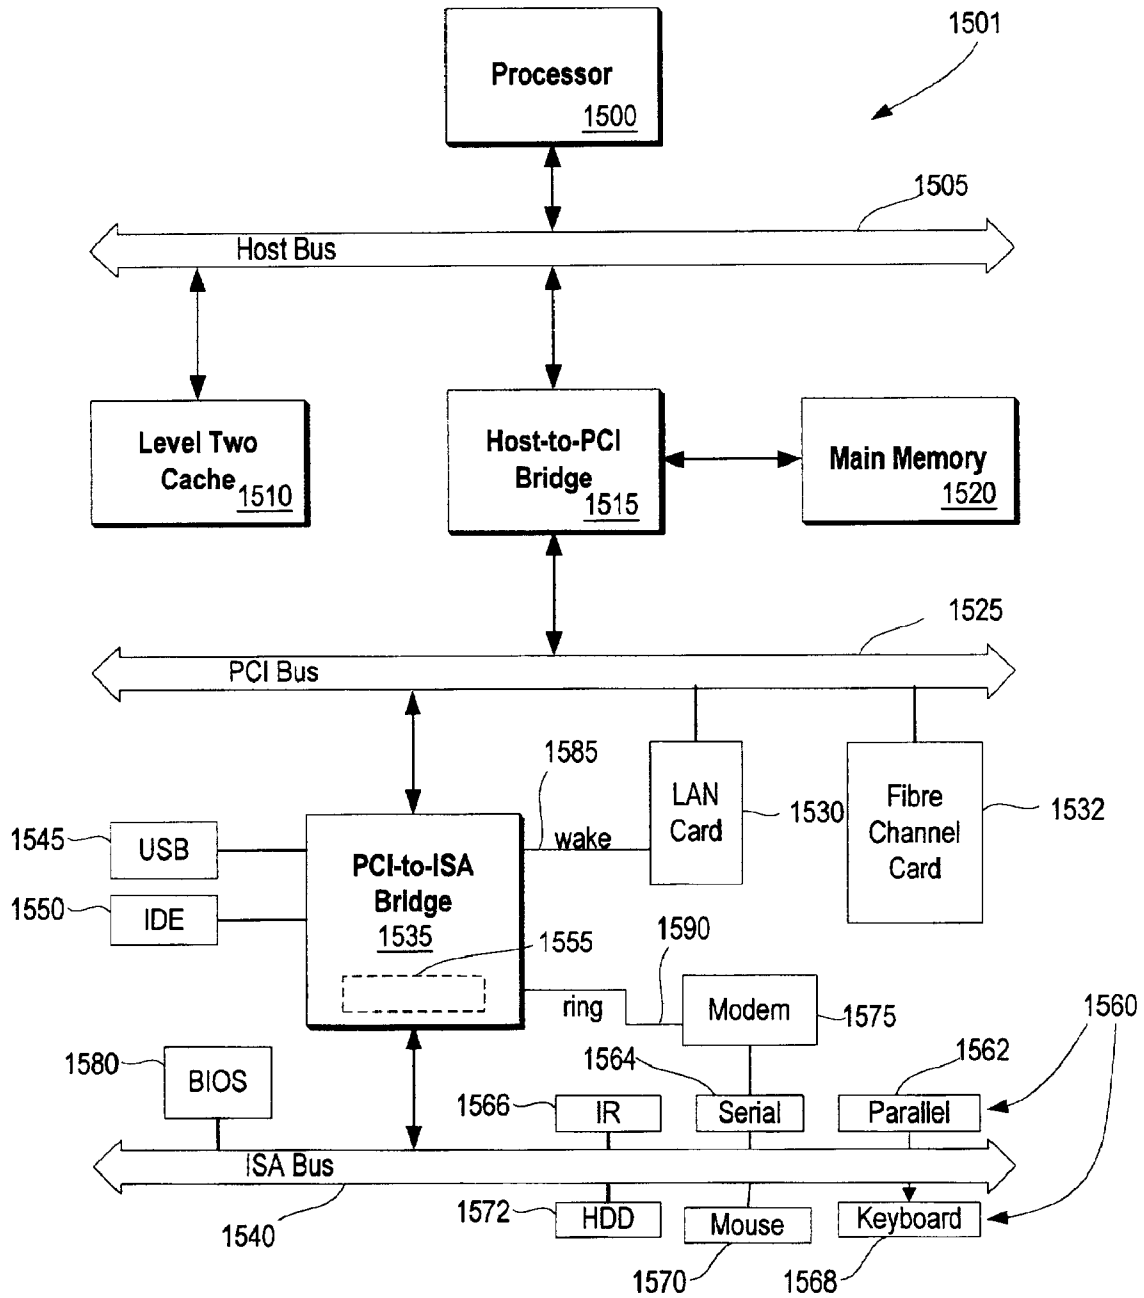 1501
Processor
1500
1505
Host Bus
Level Two
Cache
1510
Host-to-PCI
Bridge
1515
Main Memory
1520
1525
PCI Bus
1585
wake
LAN
Card
1530
Fibre
Channel
Card
1532
1545
USB
1550
IDE
PCI-to-ISA
Bridge
1535
1555
ring
1590
Modem
1575
1560
1580
BIOS
1566
IR
1564
Serial
1562
Parallel
ISA Bus
1540
1572
HDD
Mouse
1570
Keyboard
1568